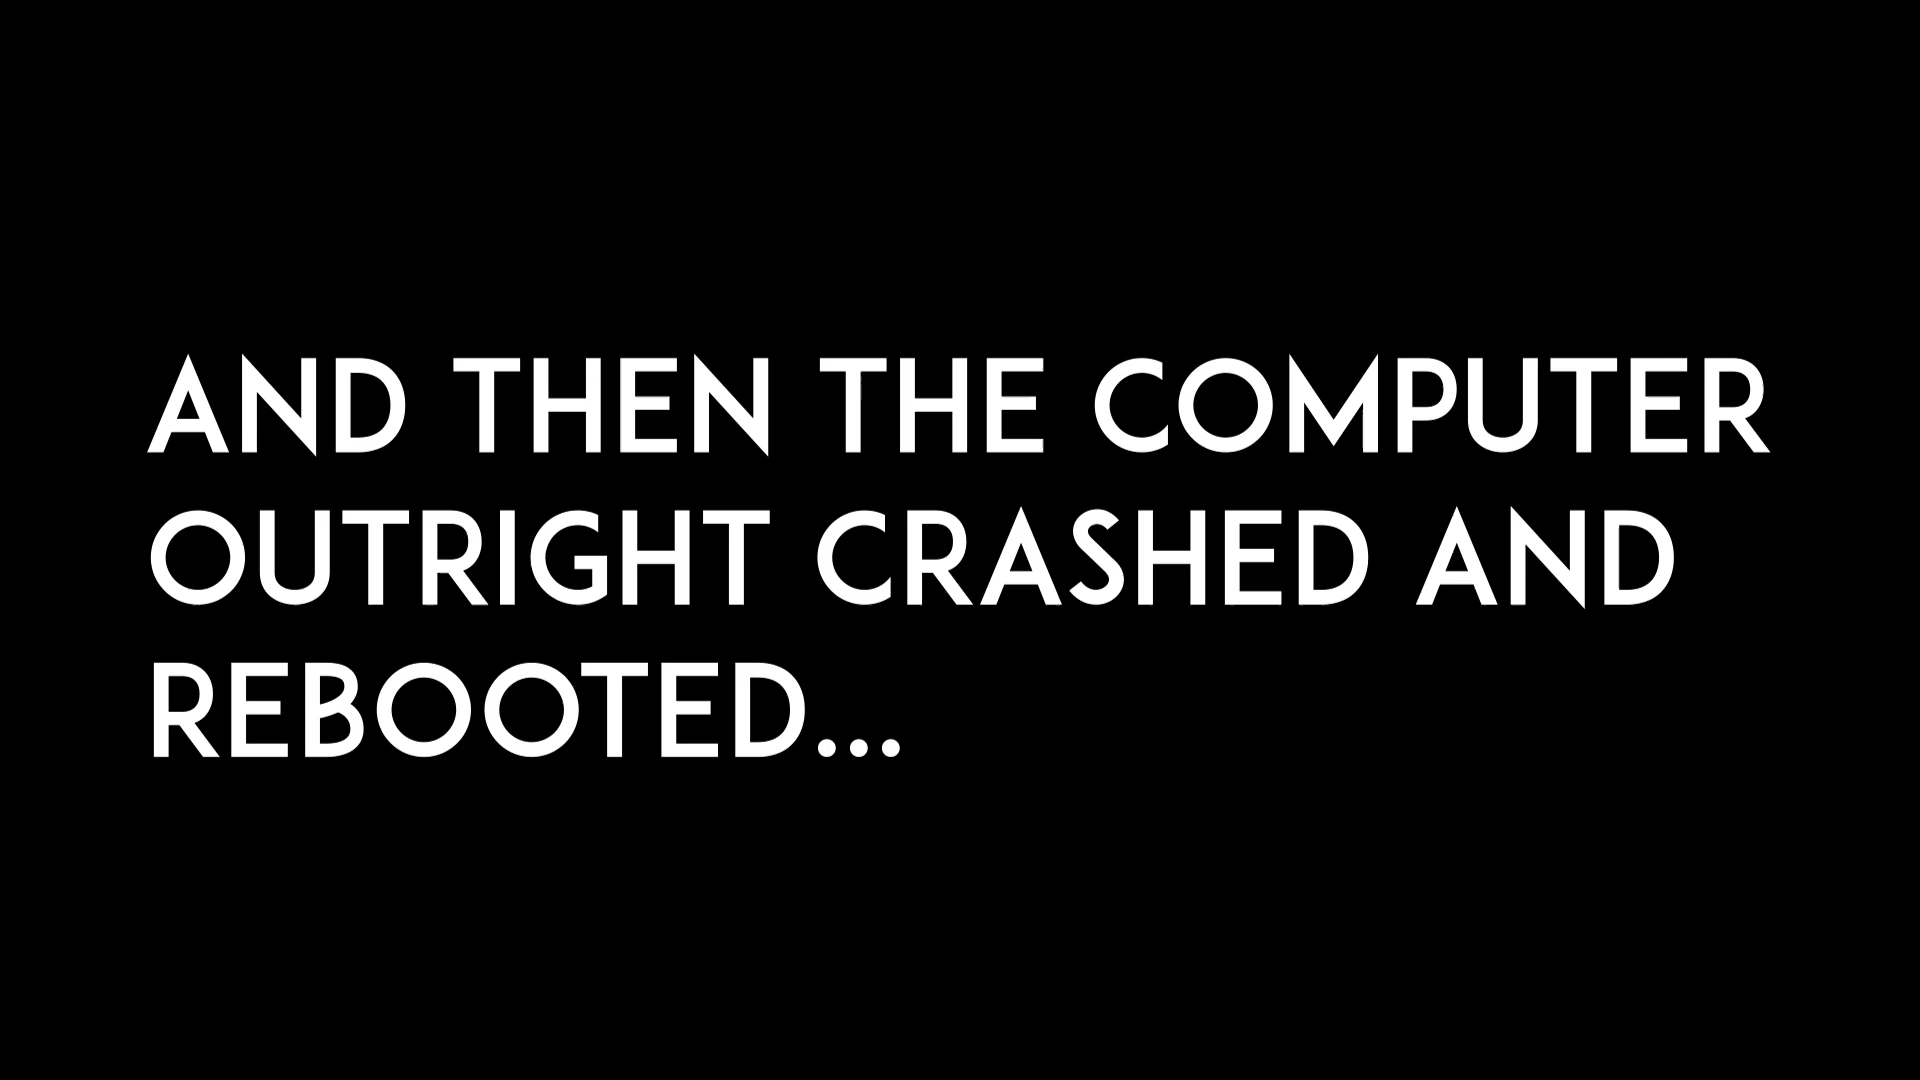 AND THEN THE COMPUTER
OUTRIGHT CRASHED AND
REBOOTED...